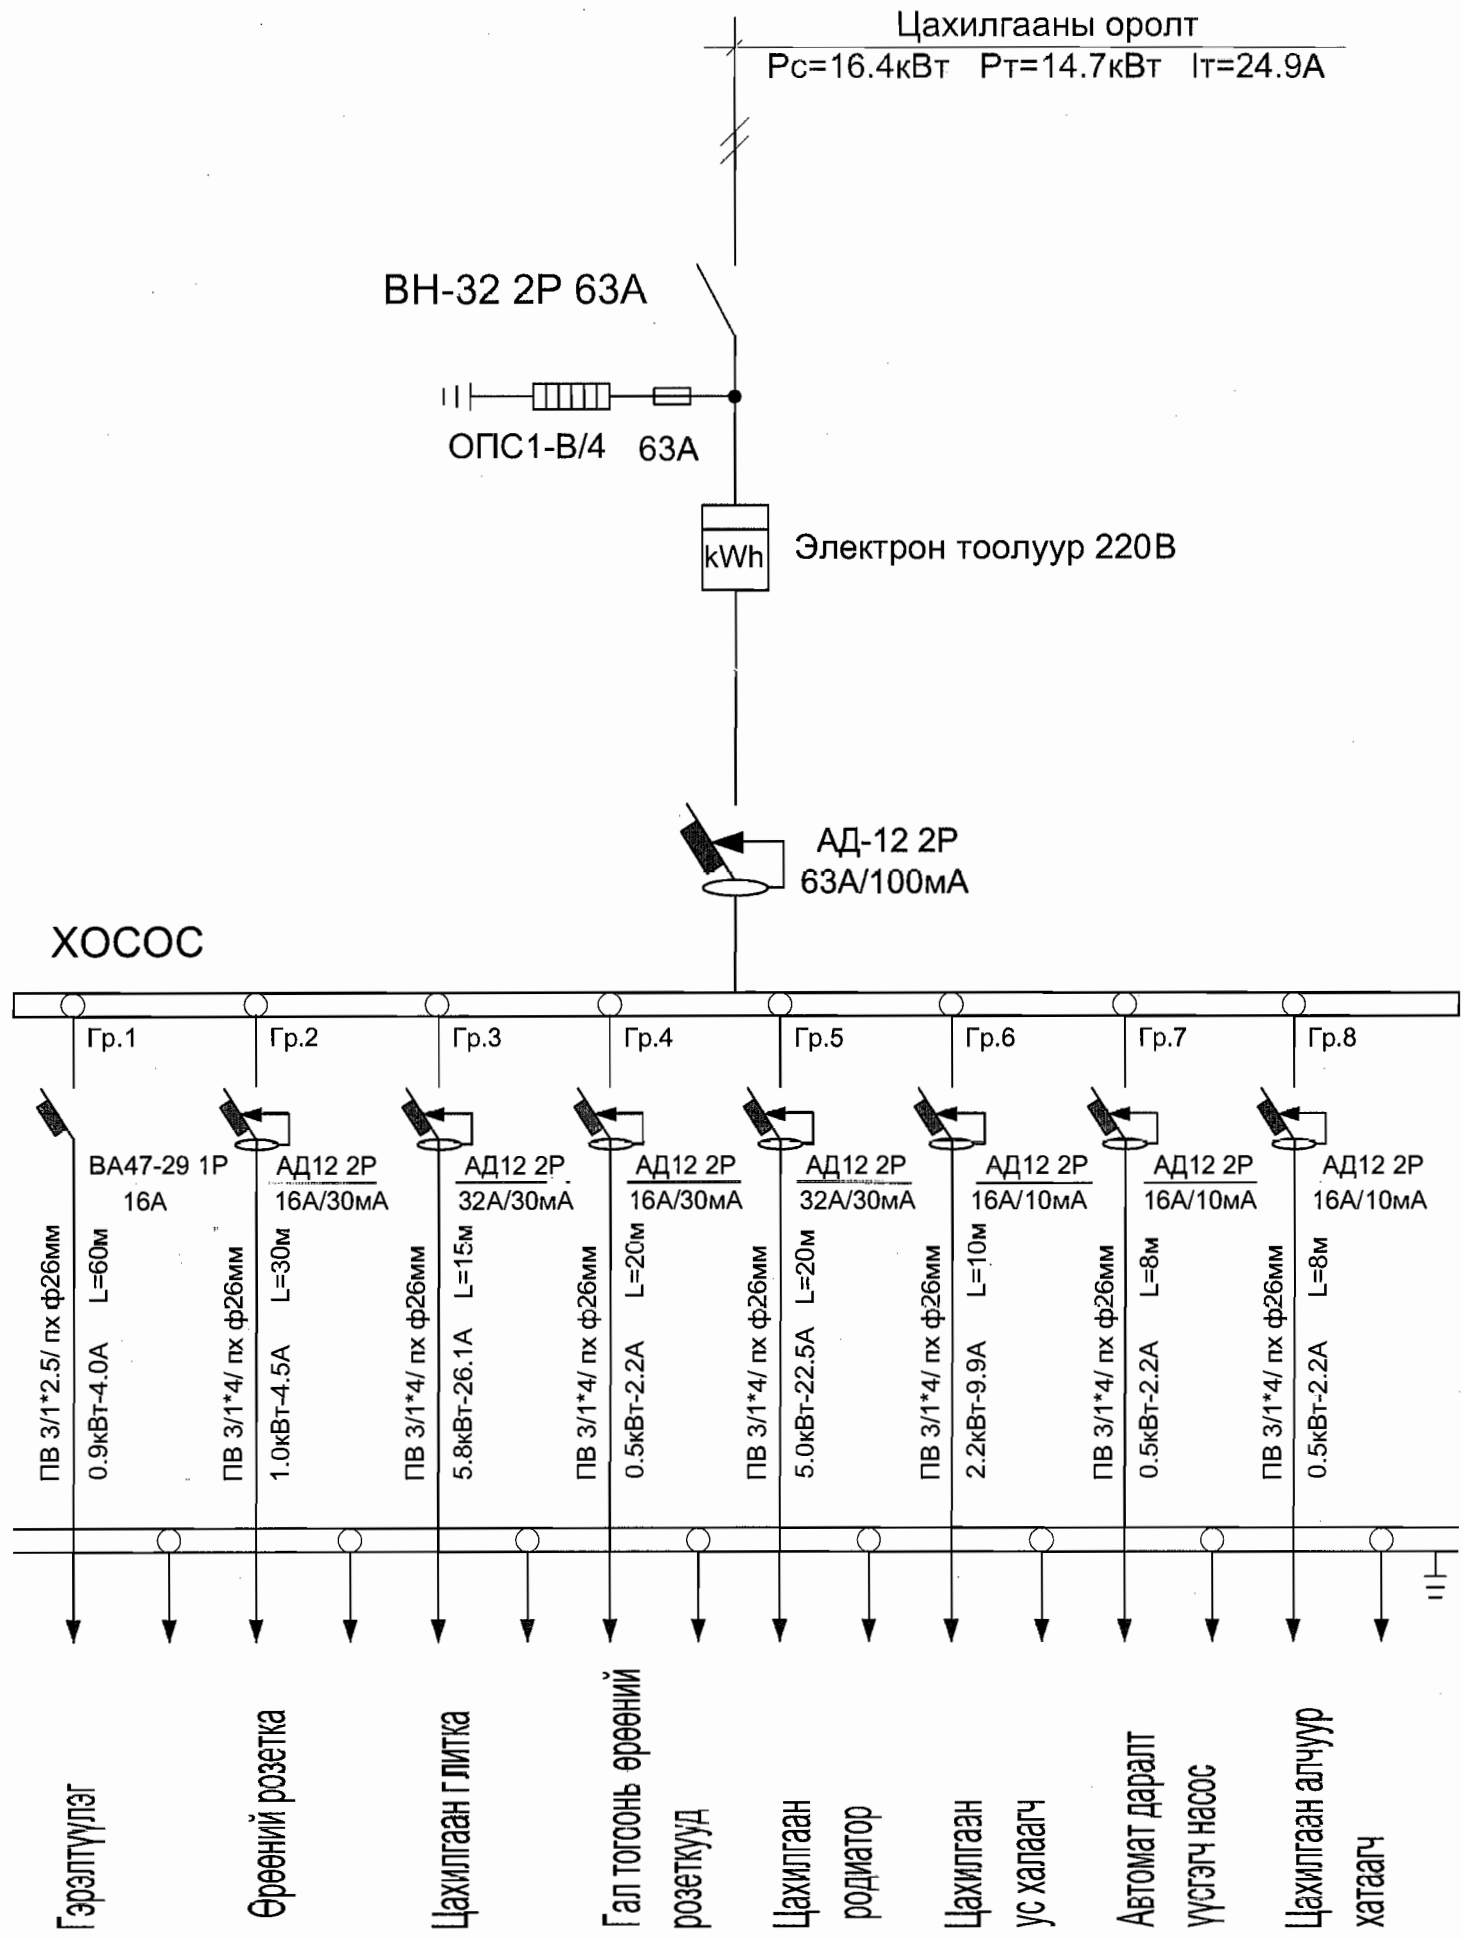 Цахилгааны оролт
Рс=16.4кВт Рт=14.7кВт Iт=24.9А
ВН-32 2Р 63А
ОПС1-В/4 63А
kWh
Электрон тоолуур 220В
АД-12 2Р
63А/100мА
ХОСОС
Гр.1
Гр.2
Гр.3
Гр.4
Гр.5
Гр.6
Гр.7
Гр.8
ВА47-29 1Р
16А
АД12 2Р
16А/30мА
АД12 2Р
32А/30мА
АД12 2Р
16А/30мА
АД12 2Р
32А/30мА
АД12 2Р
16А/10мА
АД12 2Р
16А/10мА
АД12 2Р
16А/10мА
ПВ 3/1*2.5/ пх ф26мм
0.9кВт-4.0А L=60м
ПВ 3/1*4/ пх ф26мм
1.0кВт-4.5А L=30м
ПВ 3/1*4/ пх ф26мм
5.8кВт-26.1А L=15м
ПВ 3/1*4/ пх ф26мм
0.5кВт-2.2А L=20м
ПВ 3/1*4/ пх ф26мм
5.0кВт-22.5А L=20м
ПВ 3/1*4/ пх ф26мм
2.2кВт-9.9А L=10м
ПВ 3/1*4/ пх ф26мм
0.5кВт-2.2А L=8м
ПВ 3/1*4/ пх ф26мм
0.5кВт-2.2А L=8м
Гэрэлтүүлэг
Өрөөний розетка
Цахилгаан плитка
Гал тогоонь өрөөний
розеткууд
Цахилгаан
родиатор
Цахилгаан
ус халаагч
Автомат даралт
үүсгэгч насос
Цахилгаан алчуур
хатаагч